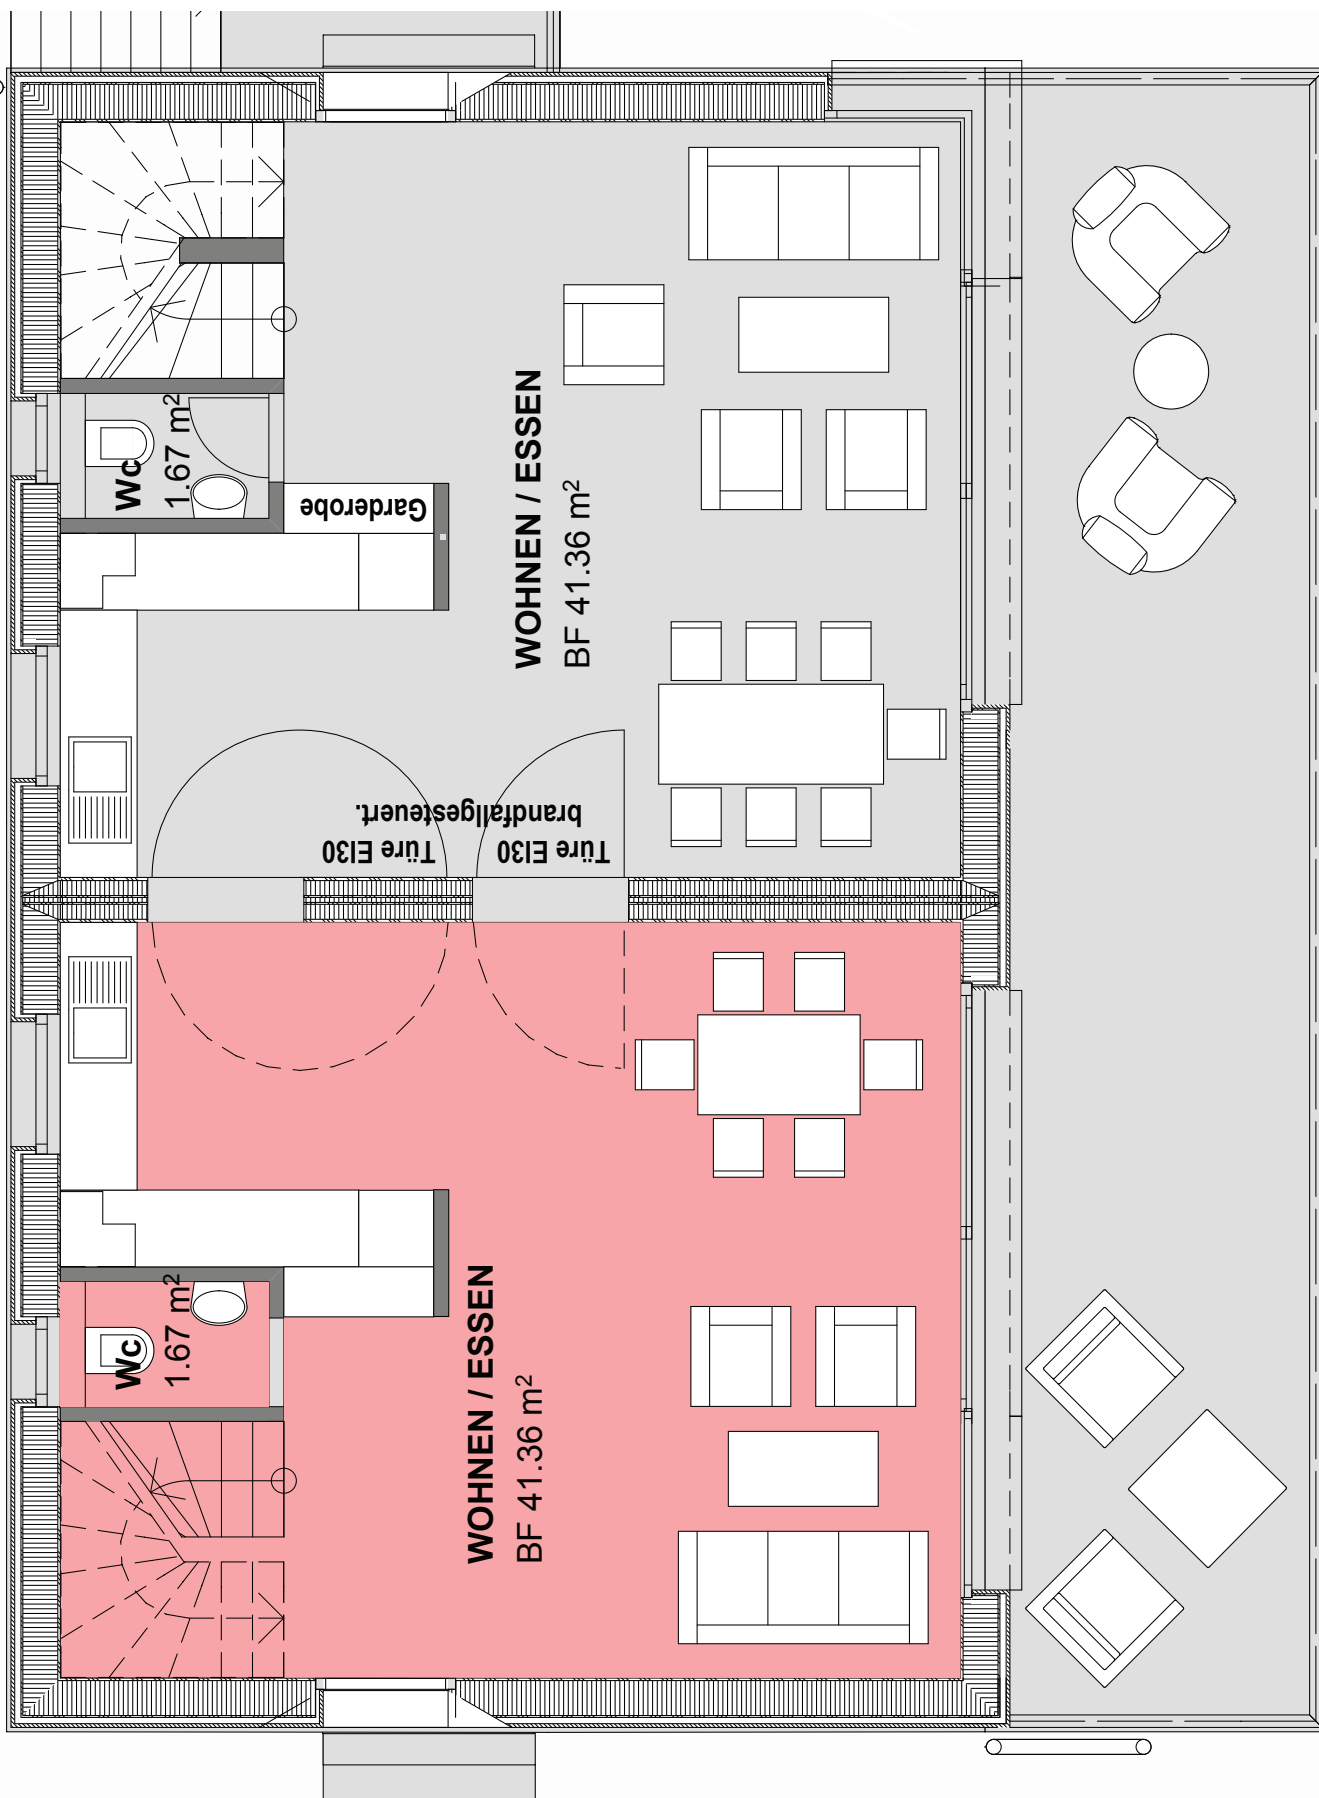 Wc
1.67 m²
Garderobe
WOHNEN / ESSEN
BF 41.36 m²
Türe EI30
Türe EI30
brandfallgesteuert.
Wc
1.67 m²
WOHNEN / ESSEN
BF 41.36 m²